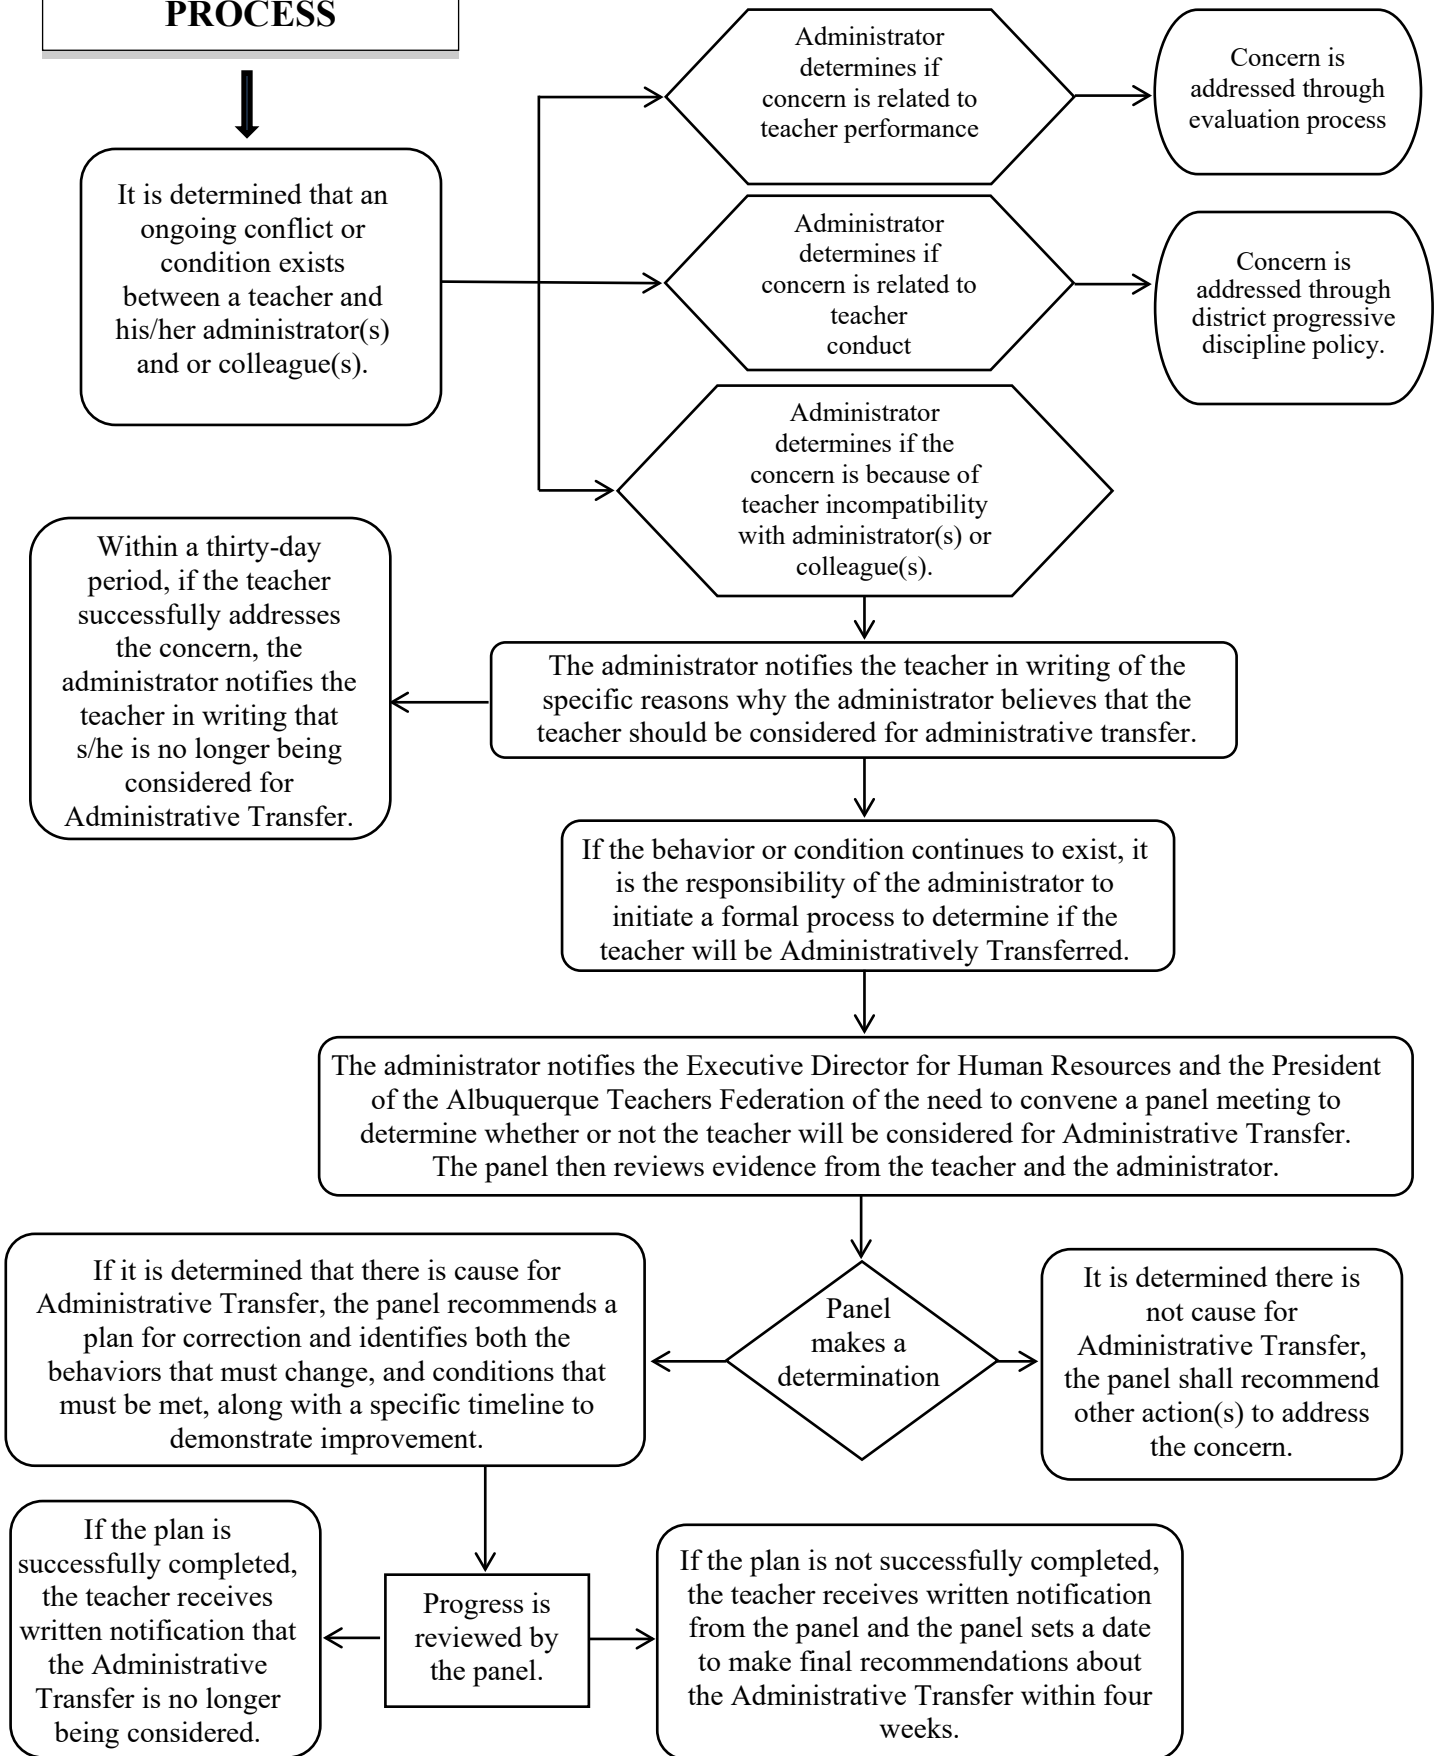 PROCESS
It is determined that an
ongoing conflict or
condition exists
between a teacher and
his/her administrator(s)
and or colleague(s).
Administrator
determines if
concern is related to
teacher performance
Concern is
addressed through
evaluation process
Administrator
determines if
concern is related to
teacher
conduct
Concern is
addressed through
district progressive
discipline policy.
Administrator
determines if the
concern is because of
teacher incompatibility
with administrator(s) or
colleague(s).
Within a thirty-day
period, if the teacher
successfully addresses
the concern, the
administrator notifies the
teacher in writing that
s/he is no longer being
considered for
Administrative Transfer.
The administrator notifies the teacher in writing of the
specific reasons why the administrator believes that the
teacher should be considered for administrative transfer.
If the behavior or condition continues to exist, it
is the responsibility of the administrator to
initiate a formal process to determine if the
teacher will be Administratively Transferred.
The administrator notifies the Executive Director for Human Resources and the President
of the Albuquerque Teachers Federation of the need to convene a panel meeting to
determine whether or not the teacher will be considered for Administrative Transfer.
The panel then reviews evidence from the teacher and the administrator.
If it is determined that there is cause for
Administrative Transfer, the panel recommends a
plan for correction and identifies both the
behaviors that must change, and conditions that
must be met, along with a specific timeline to
demonstrate improvement.
Panel
makes a
determination
It is determined there is
not cause for
Administrative Transfer,
the panel shall recommend
other action(s) to address
the concern.
If the plan is
successfully completed,
the teacher receives
written notification that
the Administrative
Transfer is no longer
being considered.
Progress is
reviewed by
the panel.
If the plan is not successfully completed,
the teacher receives written notification
from the panel and the panel sets a date
to make final recommendations about
the Administrative Transfer within four
weeks.